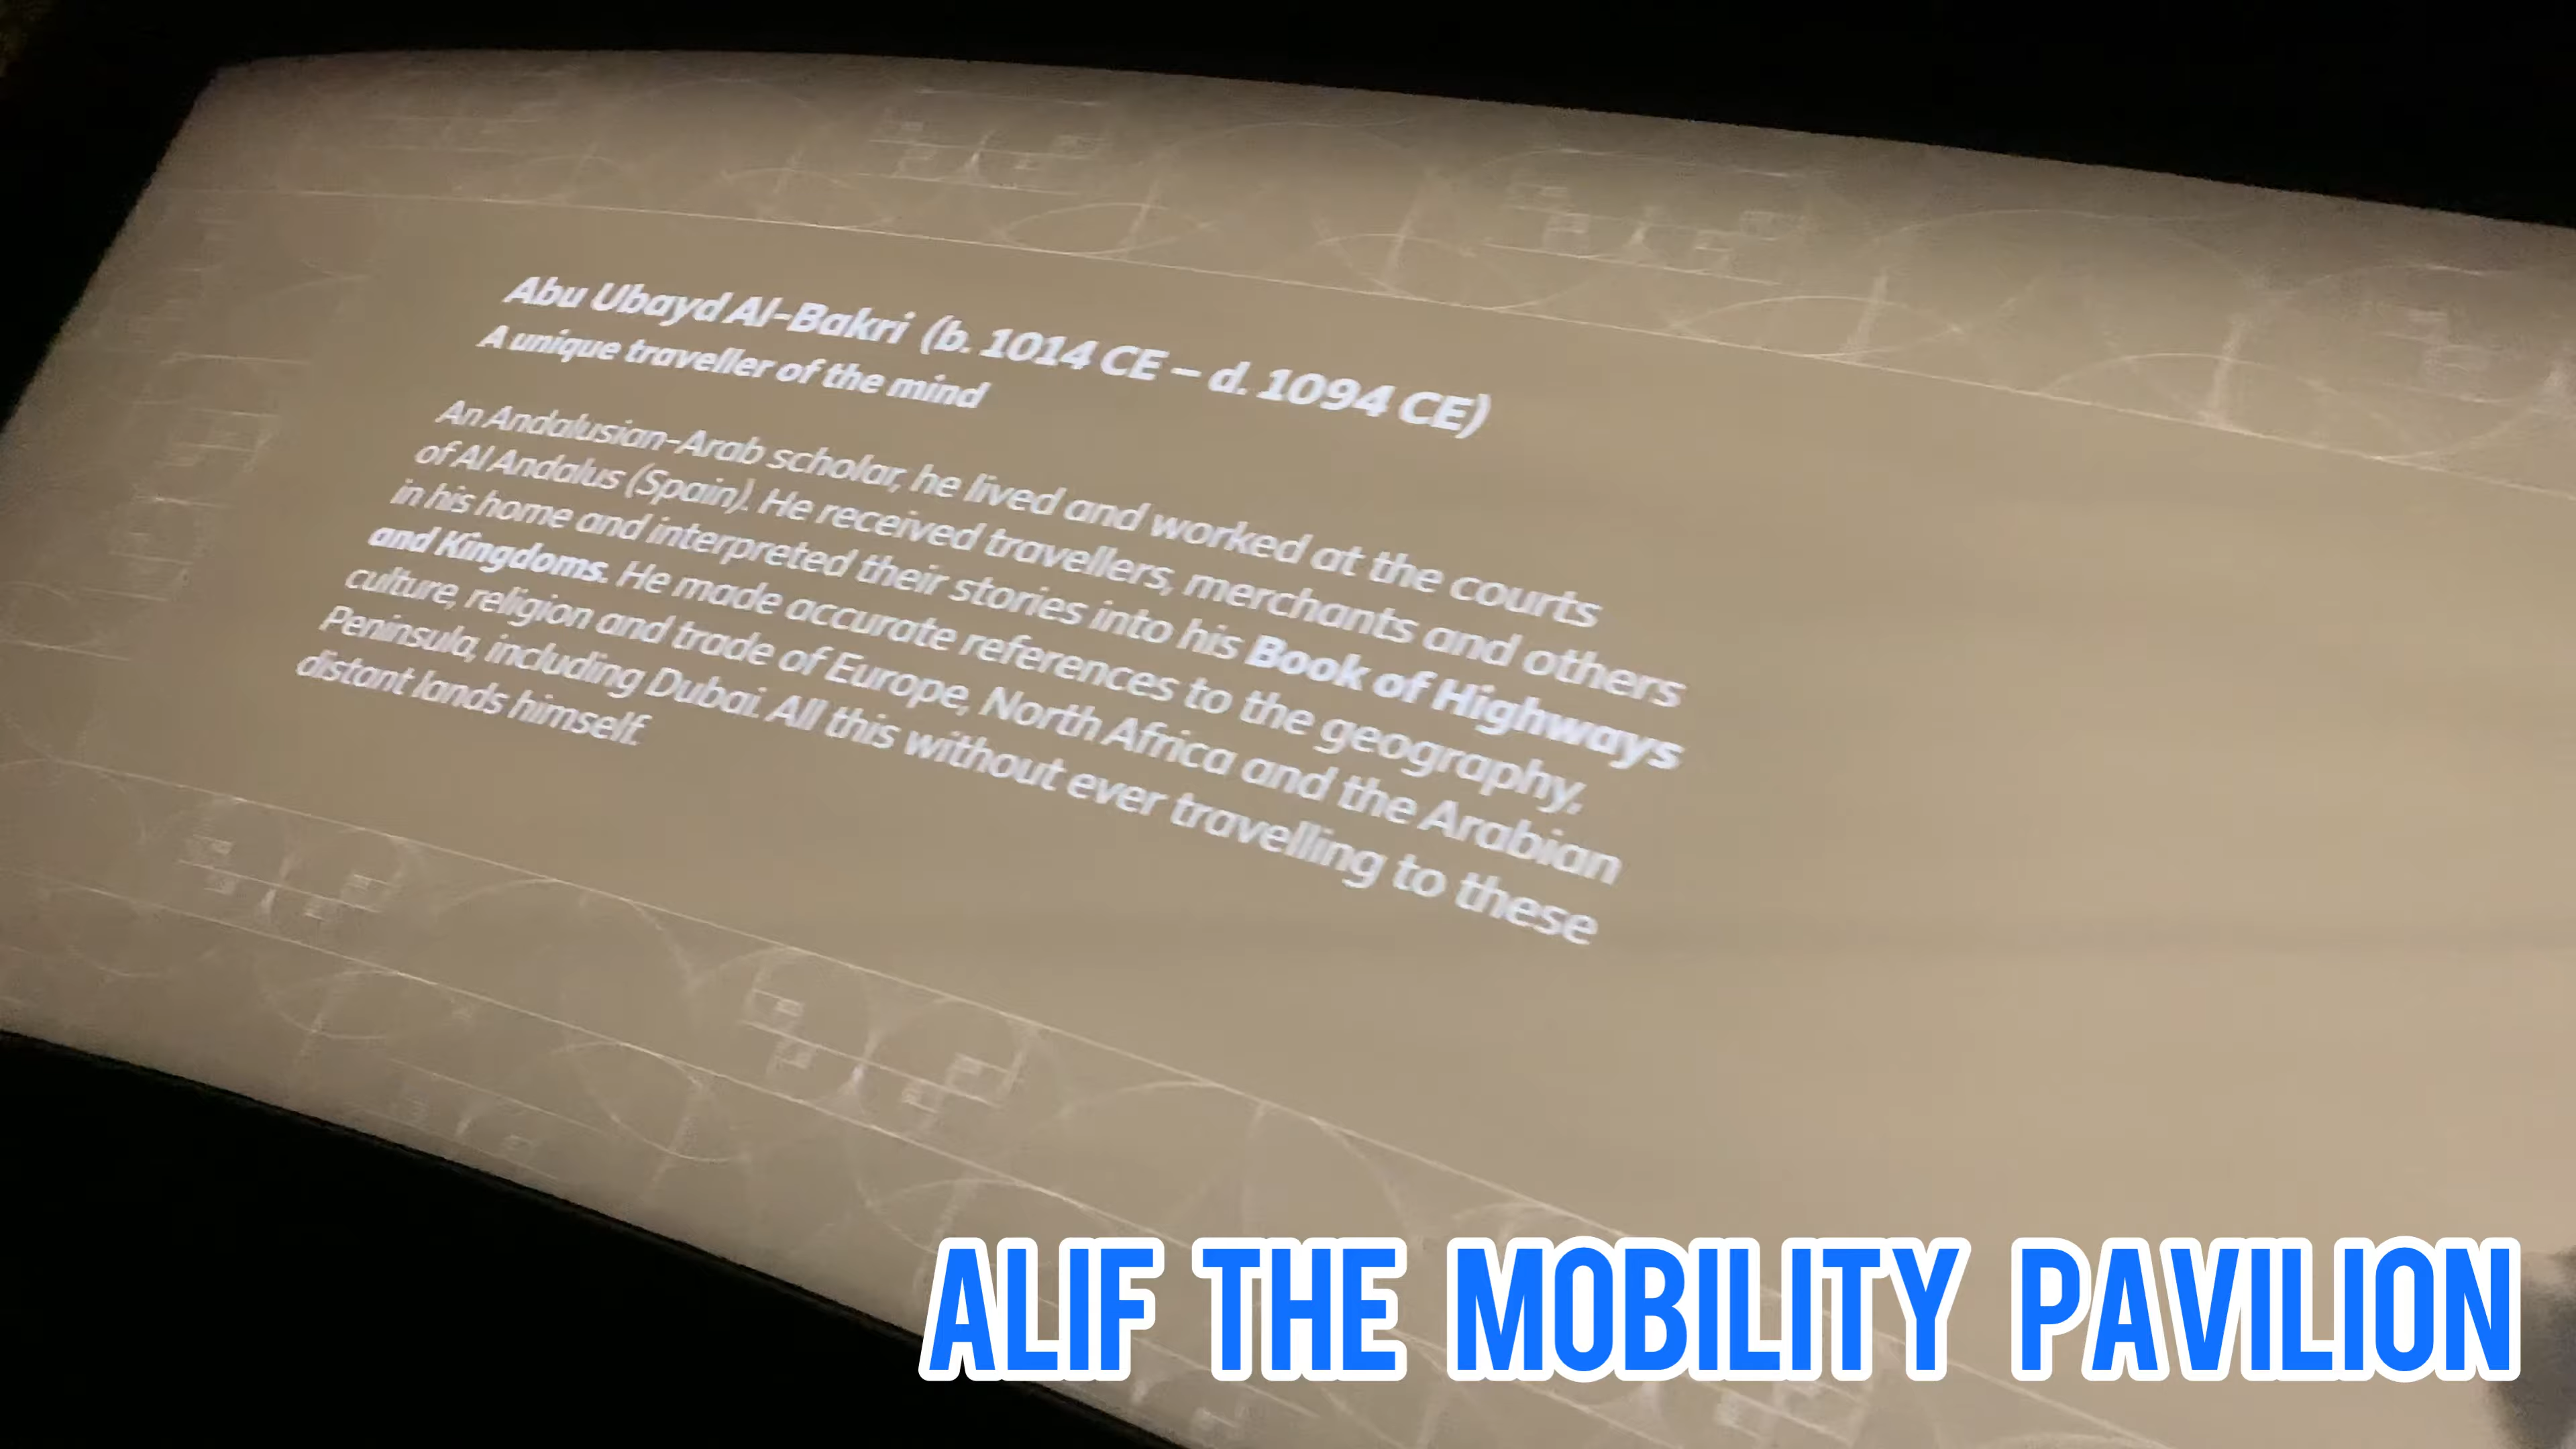 Abu Ubayd Al-Bakri (b. 1014 CE – d. 1094 CE)
A unique traveller of the mind
An Andalusian-Arab scholar, he lived and worked at the courts
of Al Andalus (Spain). He received travellers, merchants and others
in his home and interpreted their stories into his Book of Highways
and Kingdoms. He made accurate references to the geography,
culture, religion and trade of Europe, North Africa and the Arabian
Peninsula, including Dubai. All this without ever travelling to these
distant lands himself.
ALIF THE MOBILITY PAVILION